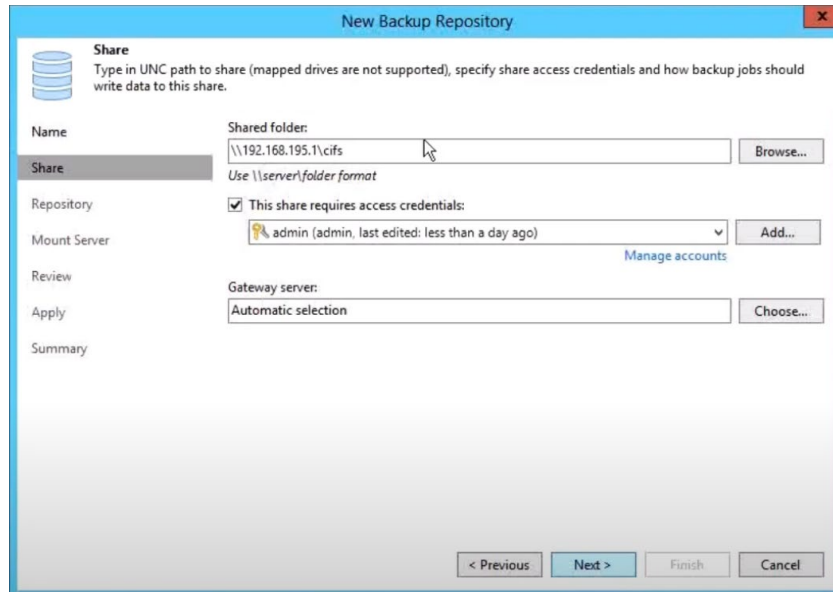 New Backup Repository
x
Share
Type in UNC path to share (mapped drives are not supported), specify share access credentials and how backup jobs should
write data to this share.
Name
Share
Repository
Mount Server
Review
Apply
Summary
Shared folder:
\\192.168.195.1\cifs
Browse...
Use \\server\folder format
This share requires access credentials:
admin (admin, last edited: less than a day ago)
Add...
Manage accounts
Gateway server:
Automatic selection
Choose...
< Previous
Next >
Finish
Cancel